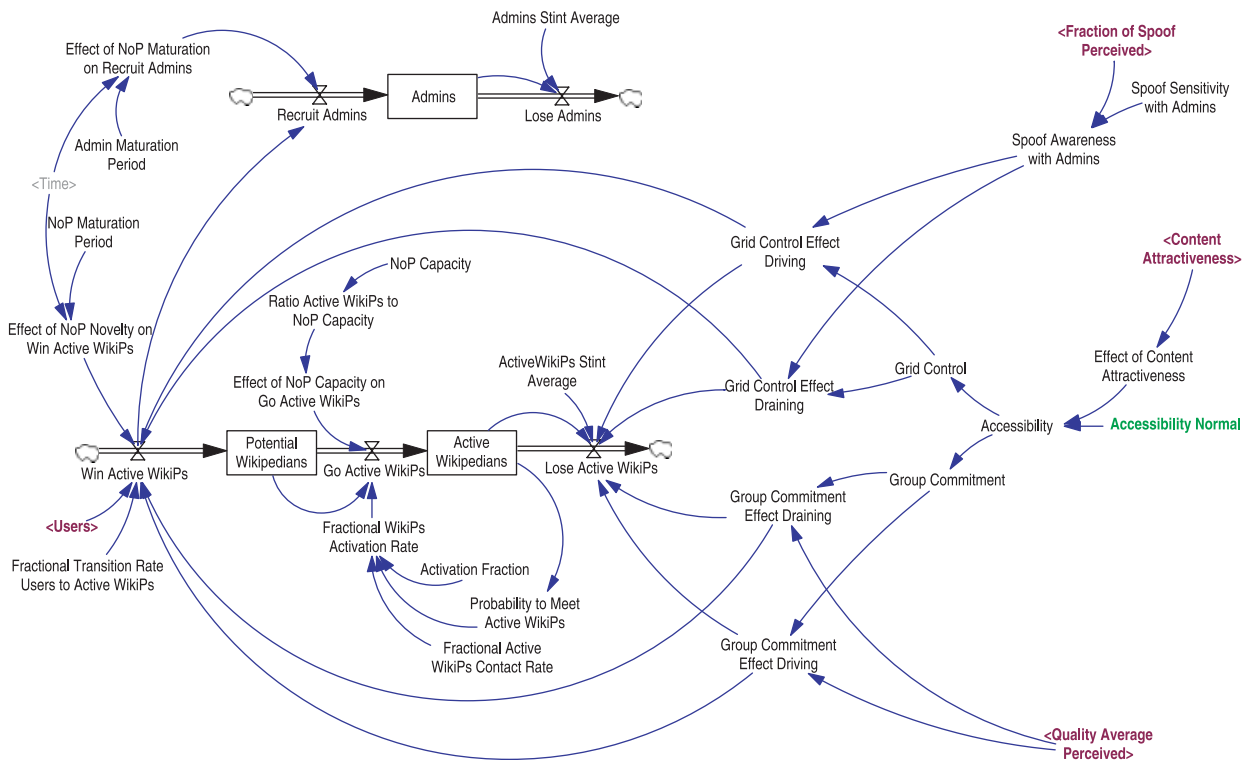 Admins Stint Average
Effect of NoP Maturation
on Recruit Admins
<Fraction of Spoof
Perceived>
Admins
Recruit Admins
Lose Admins
Spoof Sensitivity
with Admins
Admin Maturation
Period
Spoof Awareness
with Admins
<Time>
NoP Maturation
Period
Grid Control Effect
Driving
<Content
Attractiveness>
NoP Capacity
Ratio Active WikiPs to
NoP Capacity
Effect of NoP Novelty on
Win Active WikiPs
ActiveWikiPs Stint
Average
Effect of Content
Attractiveness
Grid Control
Effect of NoP Capacity on
Go Active WikiPs
Grid Control Effect
Draining
Accessibility
Accessibility Normal
Potential
Wikipedians
Active
Wikipedians
Win Active WikiPs
Go Active WikiPs
Lose Active WikiPs
Group Commitment
Group Commitment
Effect Draining
<Users>
Fractional WikiPs
Activation Rate
Fractional Transition Rate
Users to Active WikiPs
Activation Fraction
Probability to Meet
Active WikiPs
Fractional Active
WikiPs Contact Rate
Group Commitment
Effect Driving
<Quality Average
Perceived>